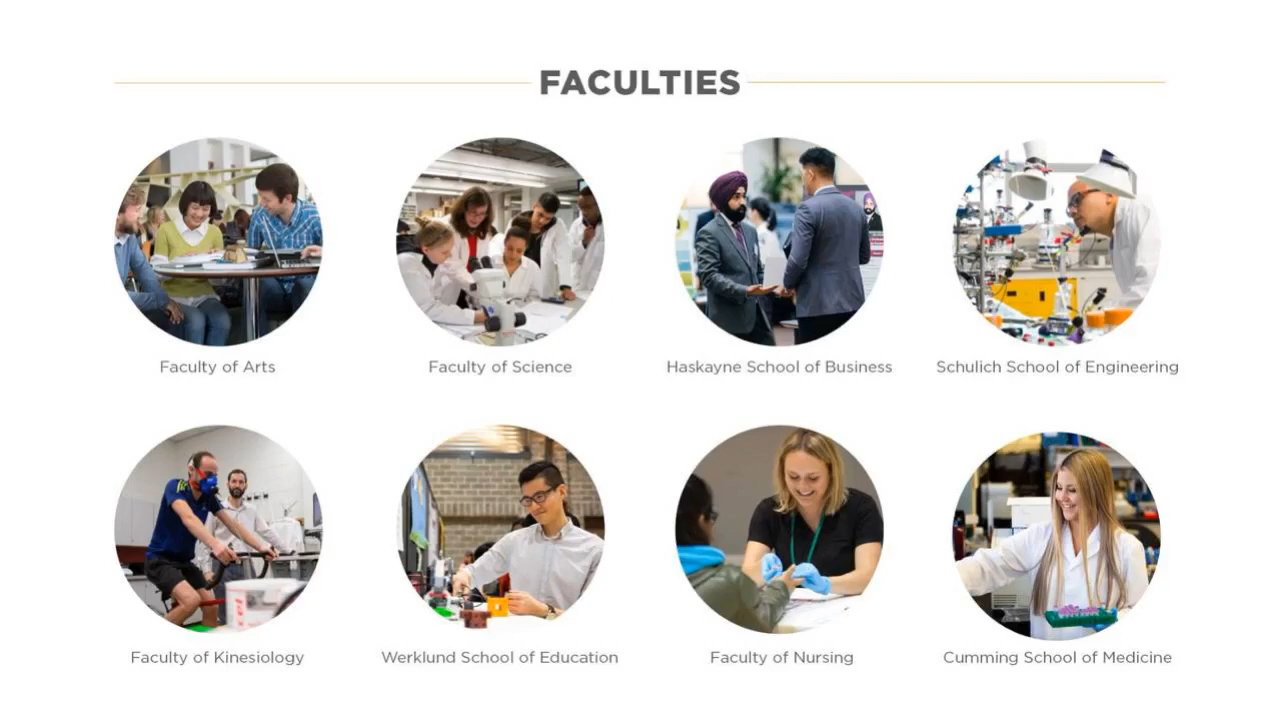 FACULTIES
Faculty of Arts
Faculty of Science
Haskayne School of Business
Schulich School of Engineering
Faculty of Kinesiology
Werklund School of Education
Faculty of Nursing
Cumming School of Medicine